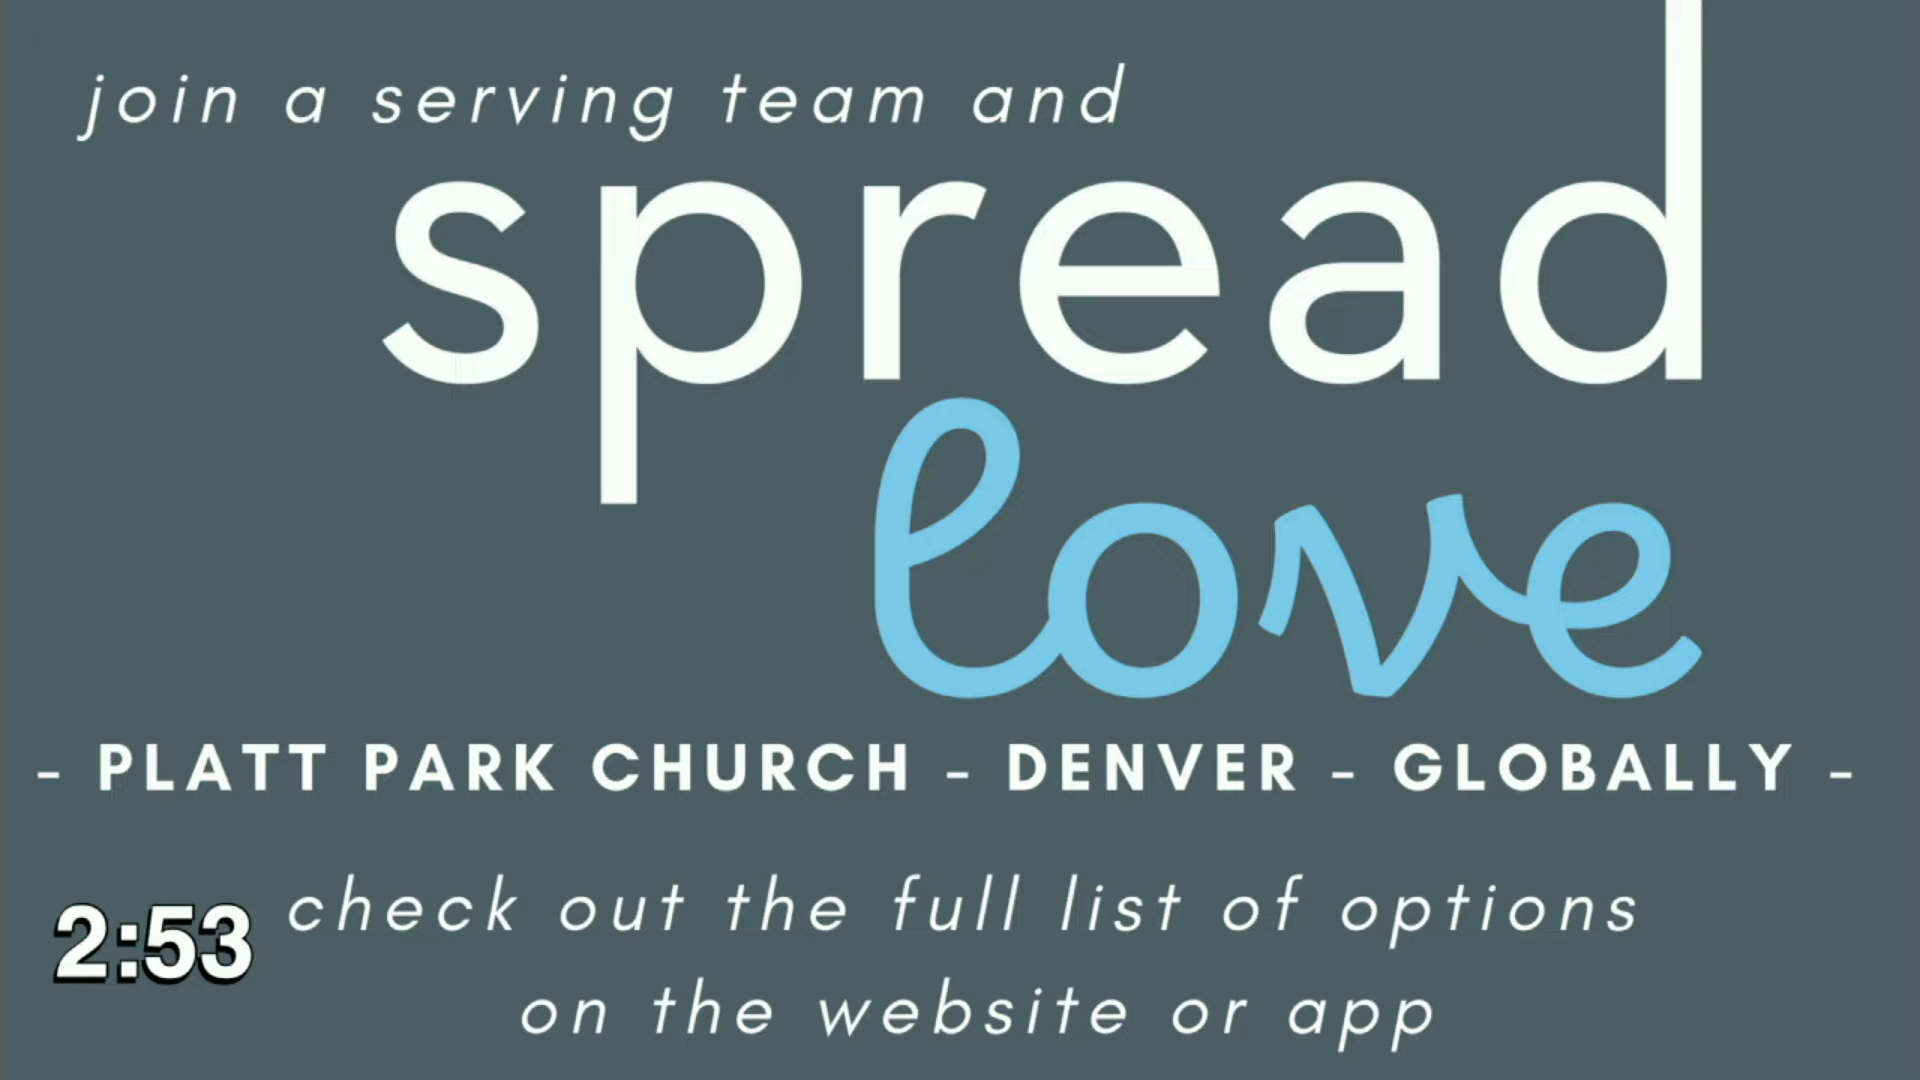 join a serving team and
spread
love
- PLATT PARK CHURCH - DENVER - GLOBALLY -
check out the full list of options
2:53
on the website or app